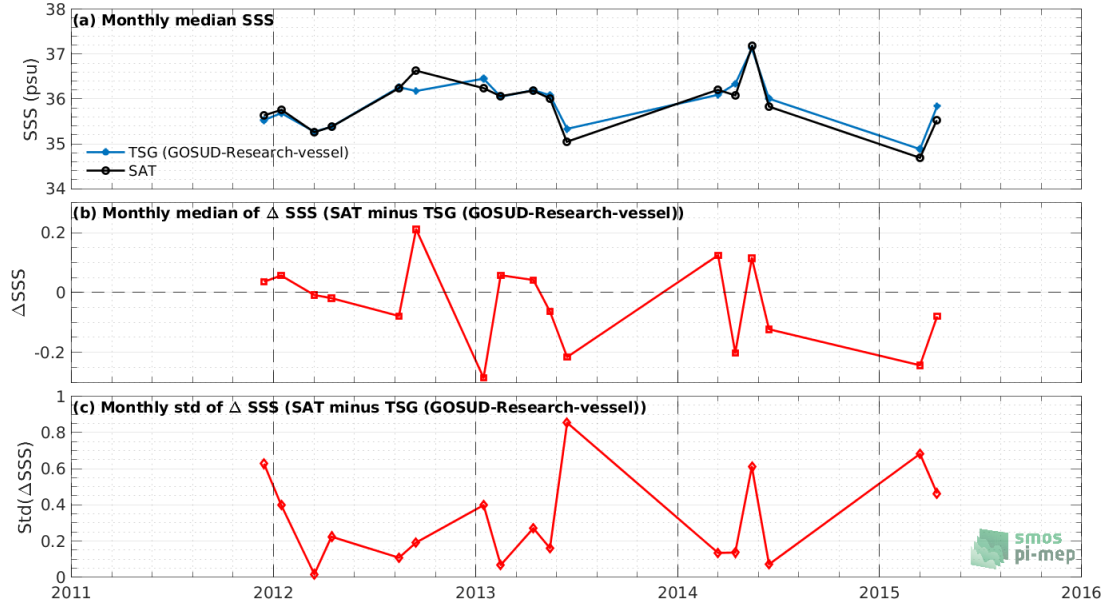 (a) Monthly median SSS
38
37
36
35
34
SSS (psu)
TSG (GOSUD-Research-vessel)
SAT
(b) Monthly median of Δ SSS (SAT minus TSG (GOSUD-Research-vessel))
0.2
0
-0.2
ΔSSS
(c) Monthly std of Δ SSS (SAT minus TSG (GOSUD-Research-vessel))
1
0.8
0.6
0.4
0.2
0
Std(ΔSSS)
smos
pi-mep
2011 2012 2013 2014 2015 2016